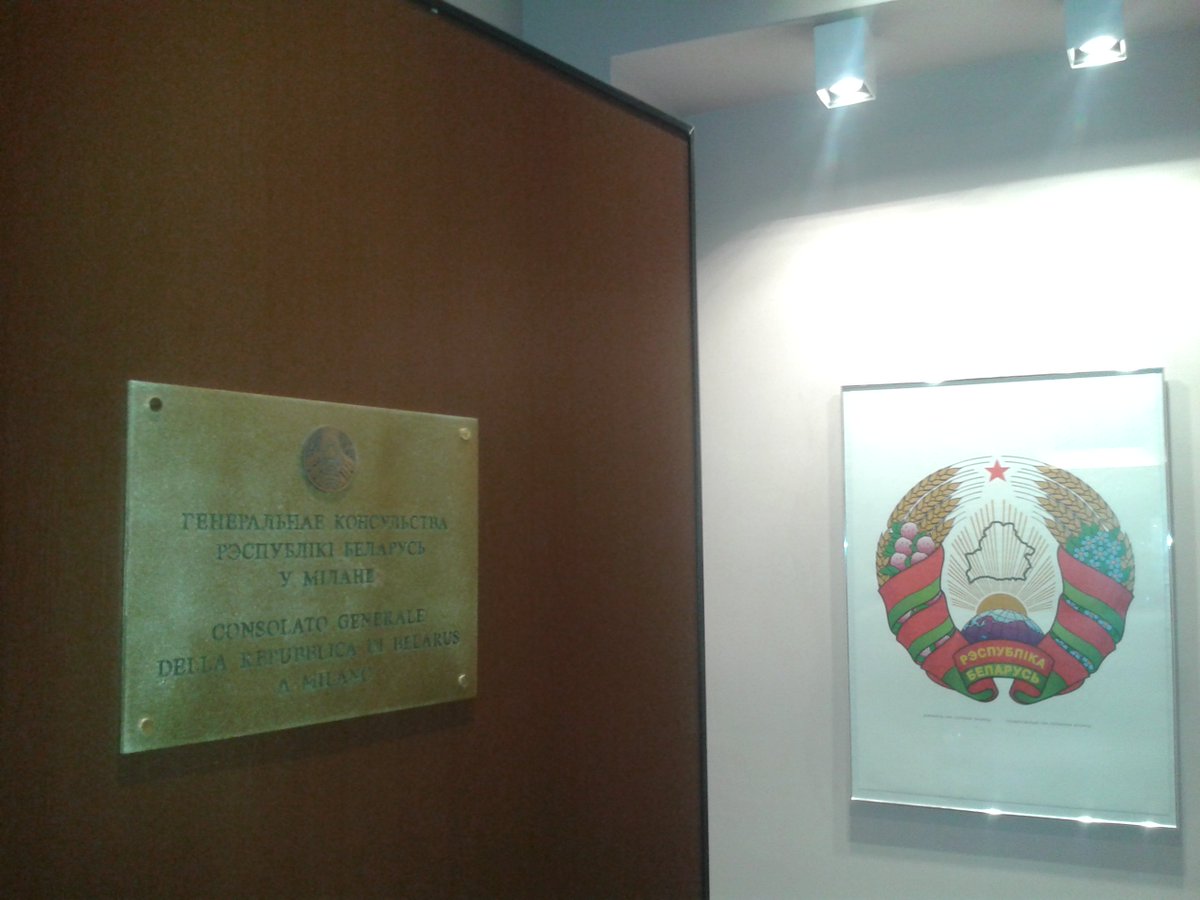 ГЕНЕРАЛЬНАЕ КОНСУЛЬСТВА
РЭСПУБЛІКІ БЕЛАРУСЬ
У МІЛАНЕ
CONSOLATO GENERALE
DELLA REPUBBLICA DI BELARUS
A MILANO
РЭСПУБЛІКА
БЕЛАРУСЬ